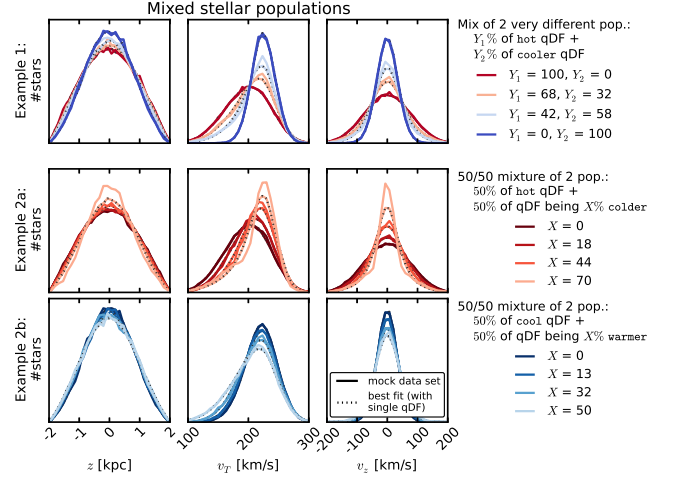 Mixed stellar populations
Example 1:
#stars
Mix of 2 very different pop.:
Y₁% of hot qDF +
Y₂% of cooler qDF
Y₁ = 100, Y₂ = 0
Y₁ = 68, Y₂ = 32
Y₁ = 42, Y₂ = 58
Y₁ = 0, Y₂ = 100
Example 2a:
#stars
50/50 mixture of 2 pop.:
50% of hot qDF +
50% of qDF being X% colder
X = 0
X = 18
X = 44
X = 70
Example 2b:
#stars
50/50 mixture of 2 pop.:
50% of cool qDF +
50% of qDF being X% warmer
X = 0
X = 13
X = 32
X = 50
mock data set
best fit (with
single qDF)
-2 -1 0 1 2
100 200 300
-200 -100 0 100 200
z [kpc]
v_T [km/s]
v_z [km/s]